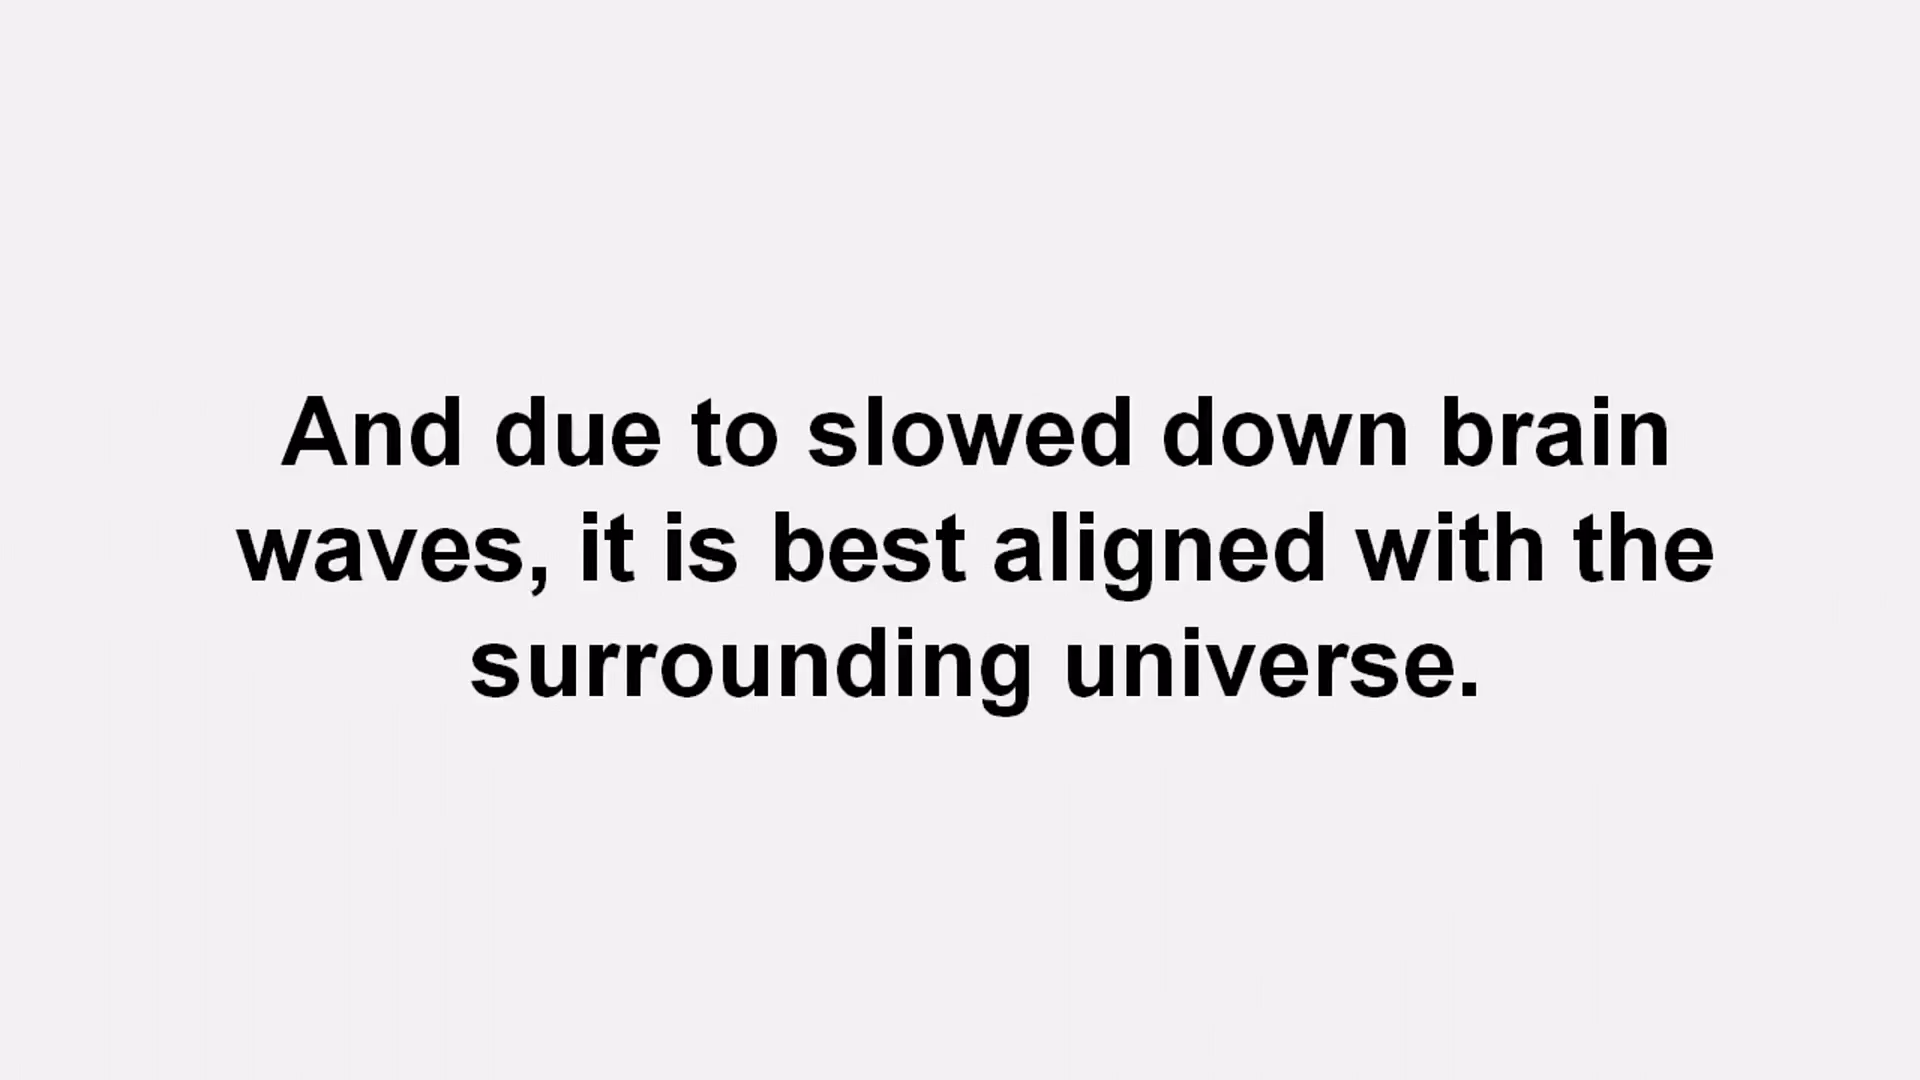 And due to slowed down brain
waves, it is best aligned with the
surrounding universe.